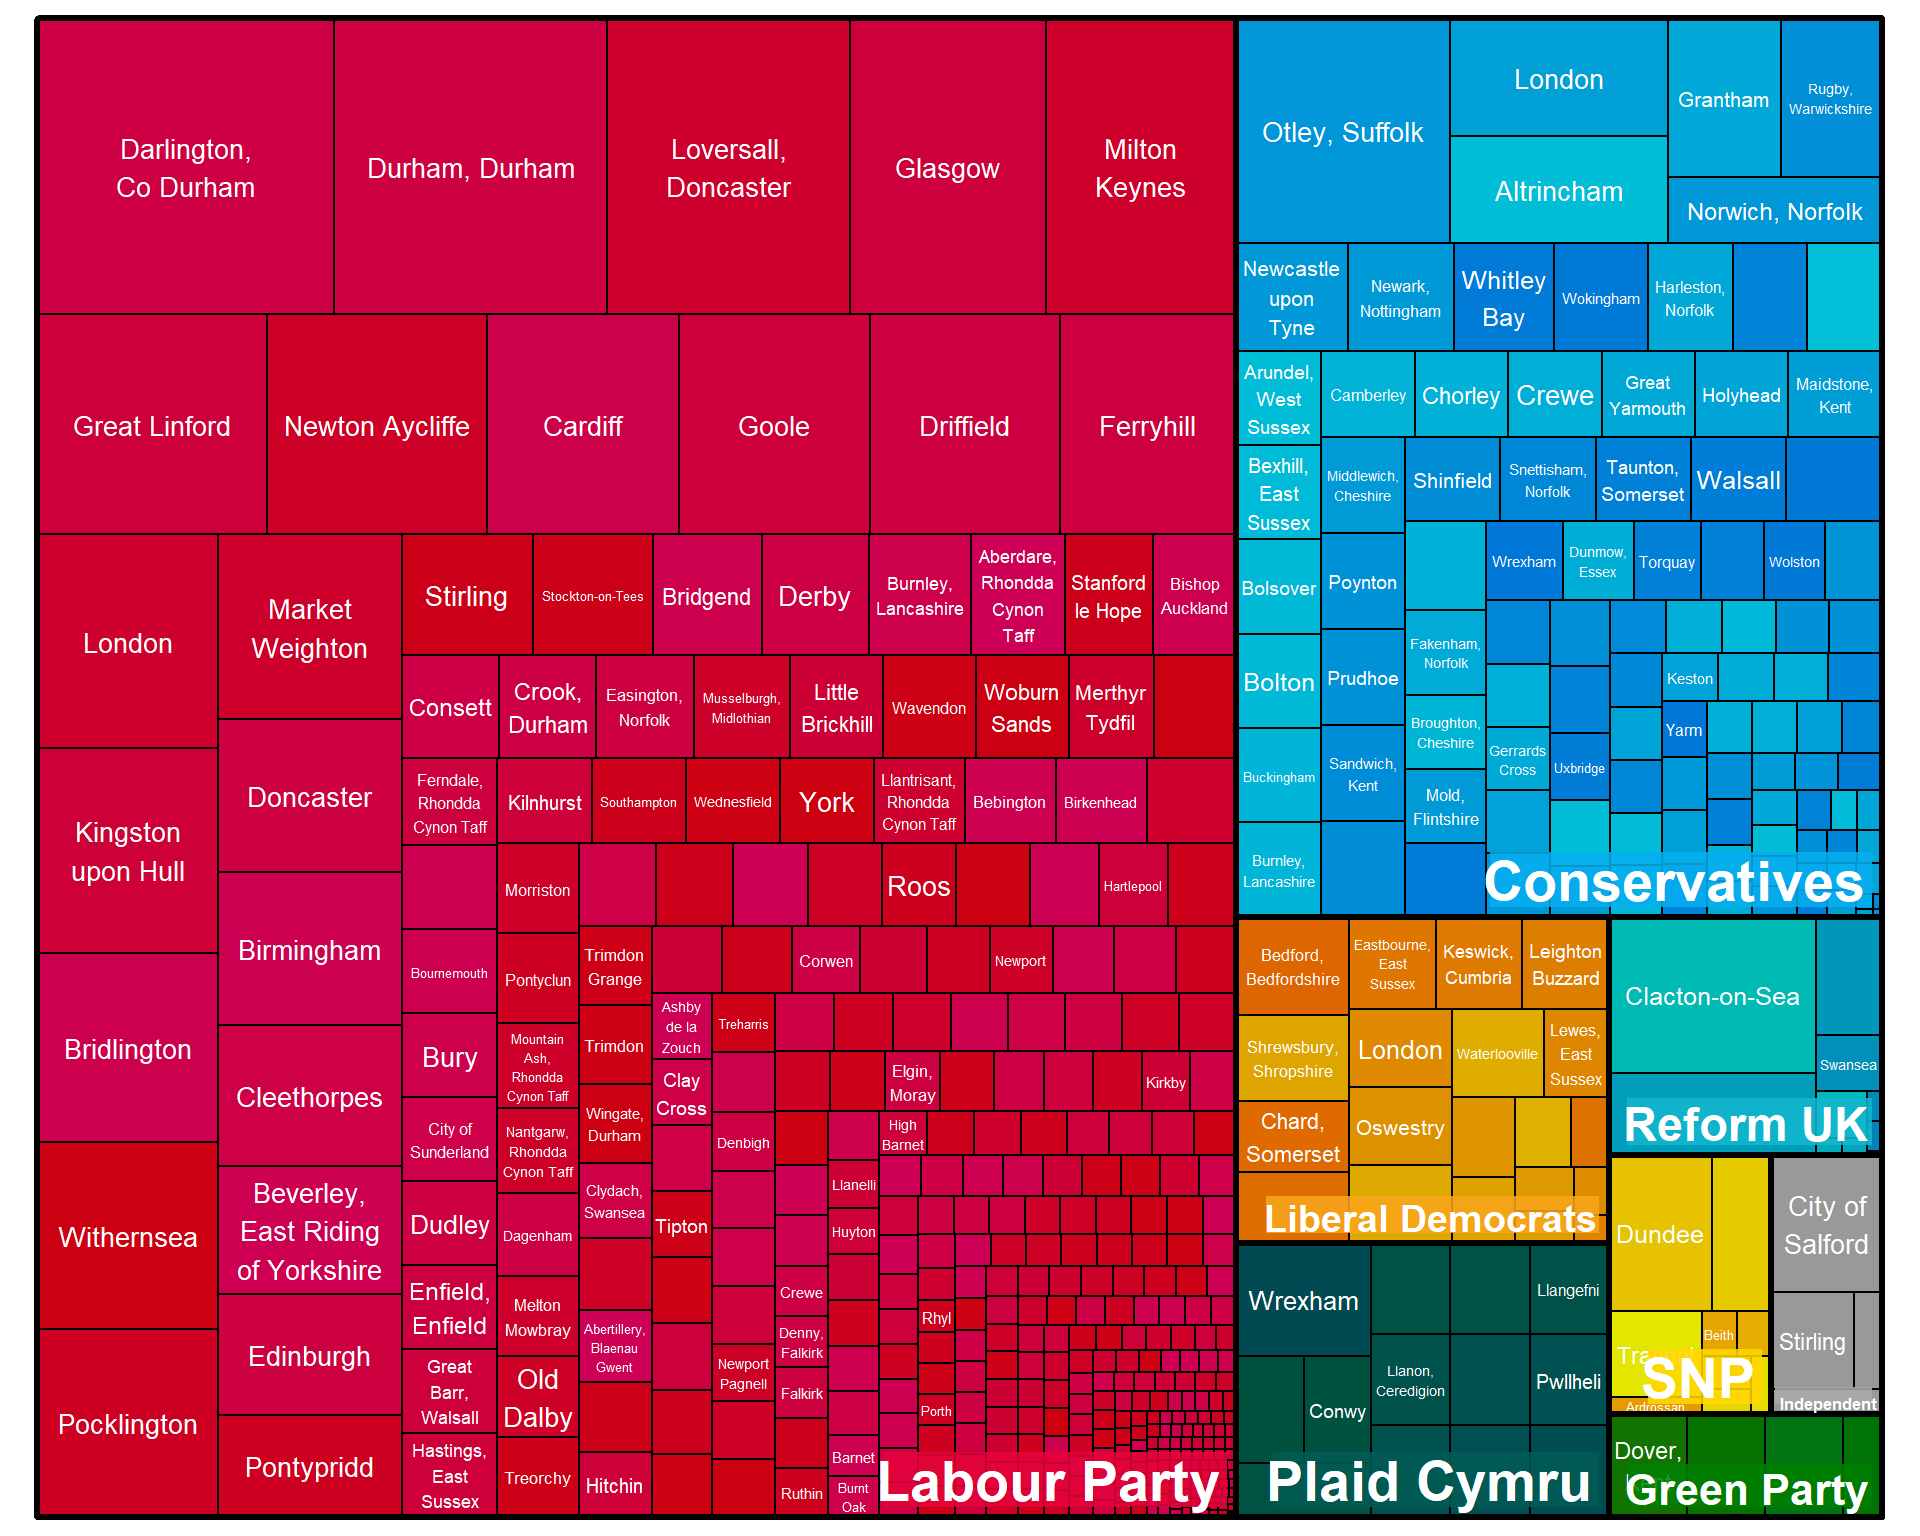 Darlington,
Co Durham
Durham, Durham
Loversall,
Doncaster
Glasgow
Milton
Keynes
Great Linford
Newton Aycliffe
Cardiff
Goole
Driffield
Ferryhill
London
Kingston
upon Hull
Bridlington
Withernsea
Pocklington
Market
Weighton
Doncaster
Birmingham
Cleethorpes
Beverley,
East Riding
of Yorkshire
Edinburgh
Pontypridd
Stirling
Stockton-on-Tees
Bridgend
Derby
Burnley,
Lancashire
Aberdare,
Rhondda
Cynon
Taff
Stanford
le Hope
Bishop
Auckland
Consett
Crook,
Durham
Easington,
Norfolk
Musselburgh,
Midlothian
Little
Brickhill
Wavendon
Woburn
Sands
Merthyr
Tydfil
Ferndale,
Rhondda
Cynon Taff
Kilnhurst
Southampton
Wednesfield
York
Llantrisant,
Rhondda
Cynon Taff
Bebington
Birkenhead
Bournemouth
Bury
City of
Sunderland
Dudley
Enfield,
Enfield
Great
Barr,
Walsall
Hastings,
East
Sussex
Morriston
Pontyclun
Mountain
Ash,
Rhondda
Cynon Taff
Nantgarw,
Rhondda
Cynon Taff
Dagenham
Melton
Mowbray
Old
Dalby
Treorchy
Roos
Hartlepool
Trimdon
Grange
Trimdon
Wingate,
Durham
Clydach,
Swansea
Abertillery,
Blaenau
Gwent
Hitchin
Corwen
Newport
Ashby
de la
Zouch
Clay
Cross
Tipton
Treharris
Denbigh
Newport
Pagnell
Elgin,
Moray
Kirkby
High
Barnet
Llanelli
Huyton
Crewe
Denny,
Falkirk
Falkirk
Ruthin
Barnet
Burnt
Oak
Rhyl
Porth
Labour Party
Otley, Suffolk
London
Altrincham
Grantham
Rugby,
Warwickshire
Norwich, Norfolk
Newcastle
upon
Tyne
Newark,
Nottingham
Whitley
Bay
Wokingham
Harleston,
Norfolk
Arundel,
West
Sussex
Camberley
Chorley
Crewe
Great
Yarmouth
Holyhead
Maidstone,
Kent
Bexhill,
East
Sussex
Middlewich,
Cheshire
Shinfield
Snettisham,
Norfolk
Taunton,
Somerset
Walsall
Bolsover
Poynton
Wrexham
Dunmow,
Essex
Torquay
Wolston
Bolton
Prudhoe
Fakenham,
Norfolk
Keston
Buckingham
Sandwich,
Kent
Broughton,
Cheshire
Gerrards
Cross
Uxbridge
Yarm
Burnley,
Lancashire
Mold,
Flintshire
Conservatives
Bedford,
Bedfordshire
Eastbourne,
East
Sussex
Keswick,
Cumbria
Leighton
Buzzard
Shrewsbury,
Shropshire
London
Waterlooville
Lewes,
East
Sussex
Chard,
Somerset
Oswestry
Liberal Democrats
Clacton-on-Sea
Swansea
Reform UK
Wrexham
Llangefni
Llanon,
Ceredigion
Pwllheli
Conwy
Plaid Cymru
Dundee
Beith
Ardrossan
SNP
City of
Salford
Stirling
Independent
Dover,
Green Party